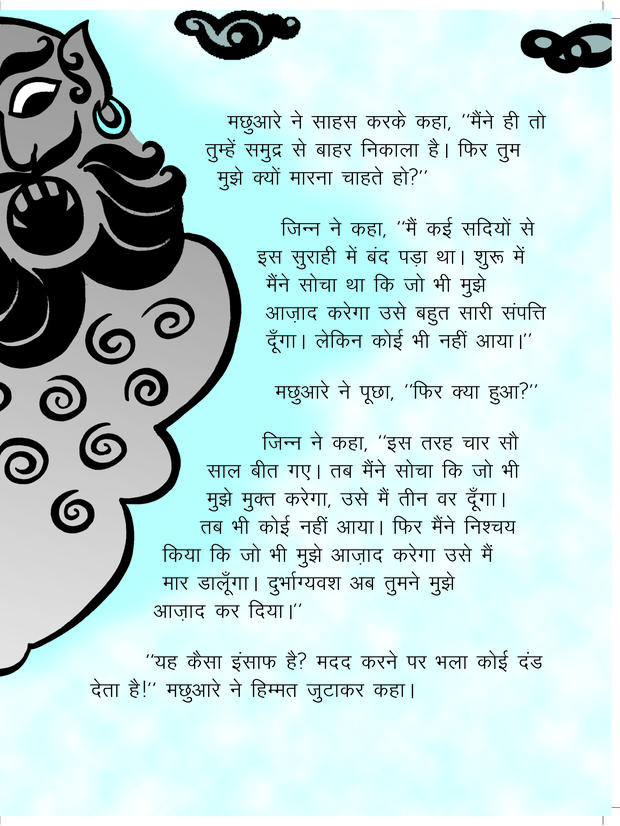 मछुआरे ने साहस करके कहा, ''मैंने ही तो
तुम्हें समुद्र से बाहर निकाला है। फिर तुम
मुझे क्यों मारना चाहते हो?''
जिन्न ने कहा, ''मैं कई सदियों से
इस सुराही में बंद पड़ा था। शुरू में
मैंने सोचा था कि जो भी मुझे
आज़ाद करेगा उसे बहुत सारी संपत्ति
दूँगा। लेकिन कोई भी नहीं आया।''
मछुआरे ने पूछा, ''फिर क्या हुआ?''
जिन्न ने कहा, ''इस तरह चार सौ
साल बीत गए। तब मैंने सोचा कि जो भी
मुझे मुक्त करेगा, उसे मैं तीन वर दूँगा।
तब भी कोई नहीं आया। फिर मैंने निश्चय
किया कि जो भी मुझे आज़ाद करेगा उसे मैं
मार डालूँगा। दुर्भाग्यवश अब तुमने मुझे
आज़ाद कर दिया।''
''यह कैसा इंसाफ है? मदद करने पर भला कोई दंड
देता है!'' मछुआरे ने हिम्मत जुटाकर कहा।